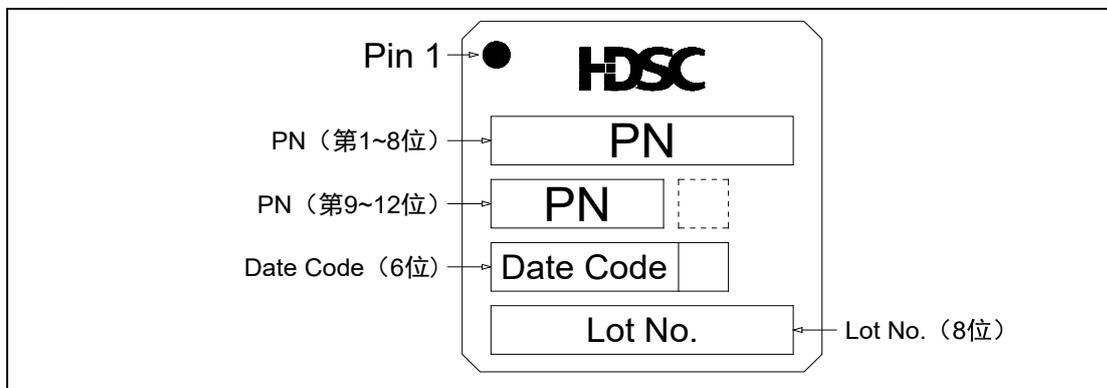 Pin 1
HDSC
PN（第1~8位）
PN
PN（第9~12位）
PN
Date Code（6位）
Date Code
Lot No.
Lot No.（8位）